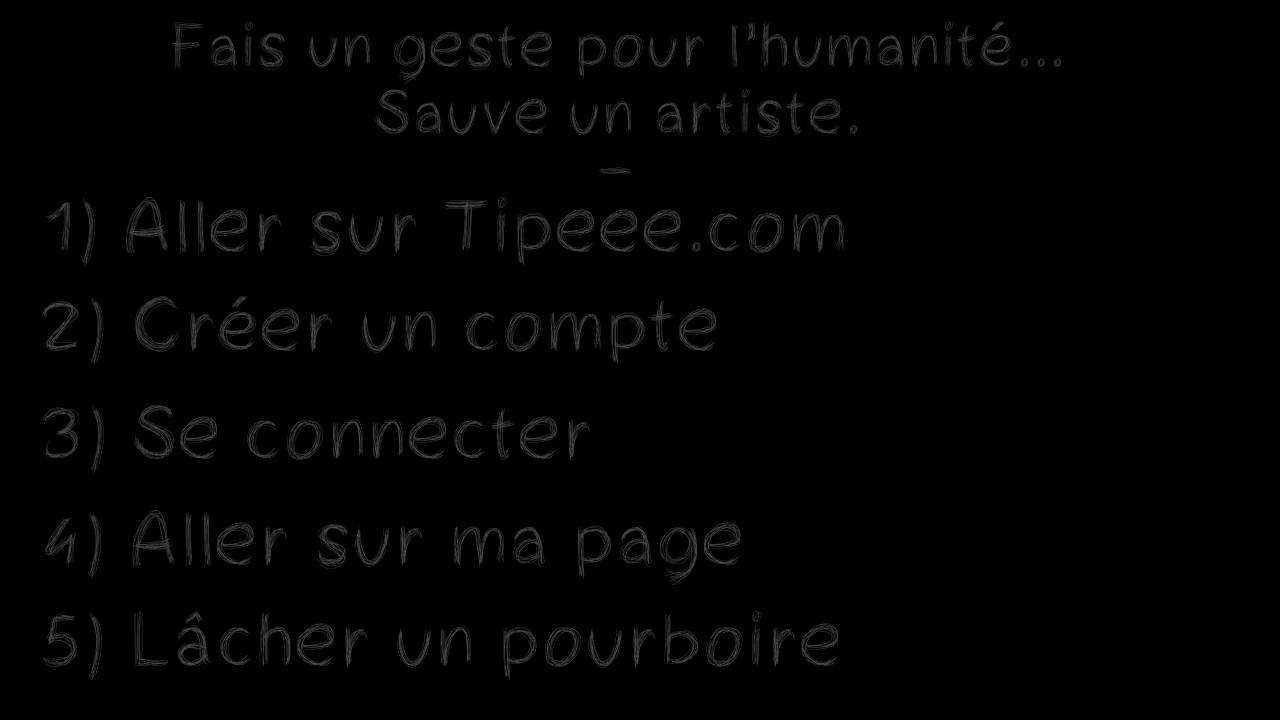 Fais un geste pour l'humanité...
Sauve un artiste.
–
1) Aller sur Tipeee.com
2) Créer un compte
3) Se connecter
4) Aller sur ma page
5) Lâcher un pourboire